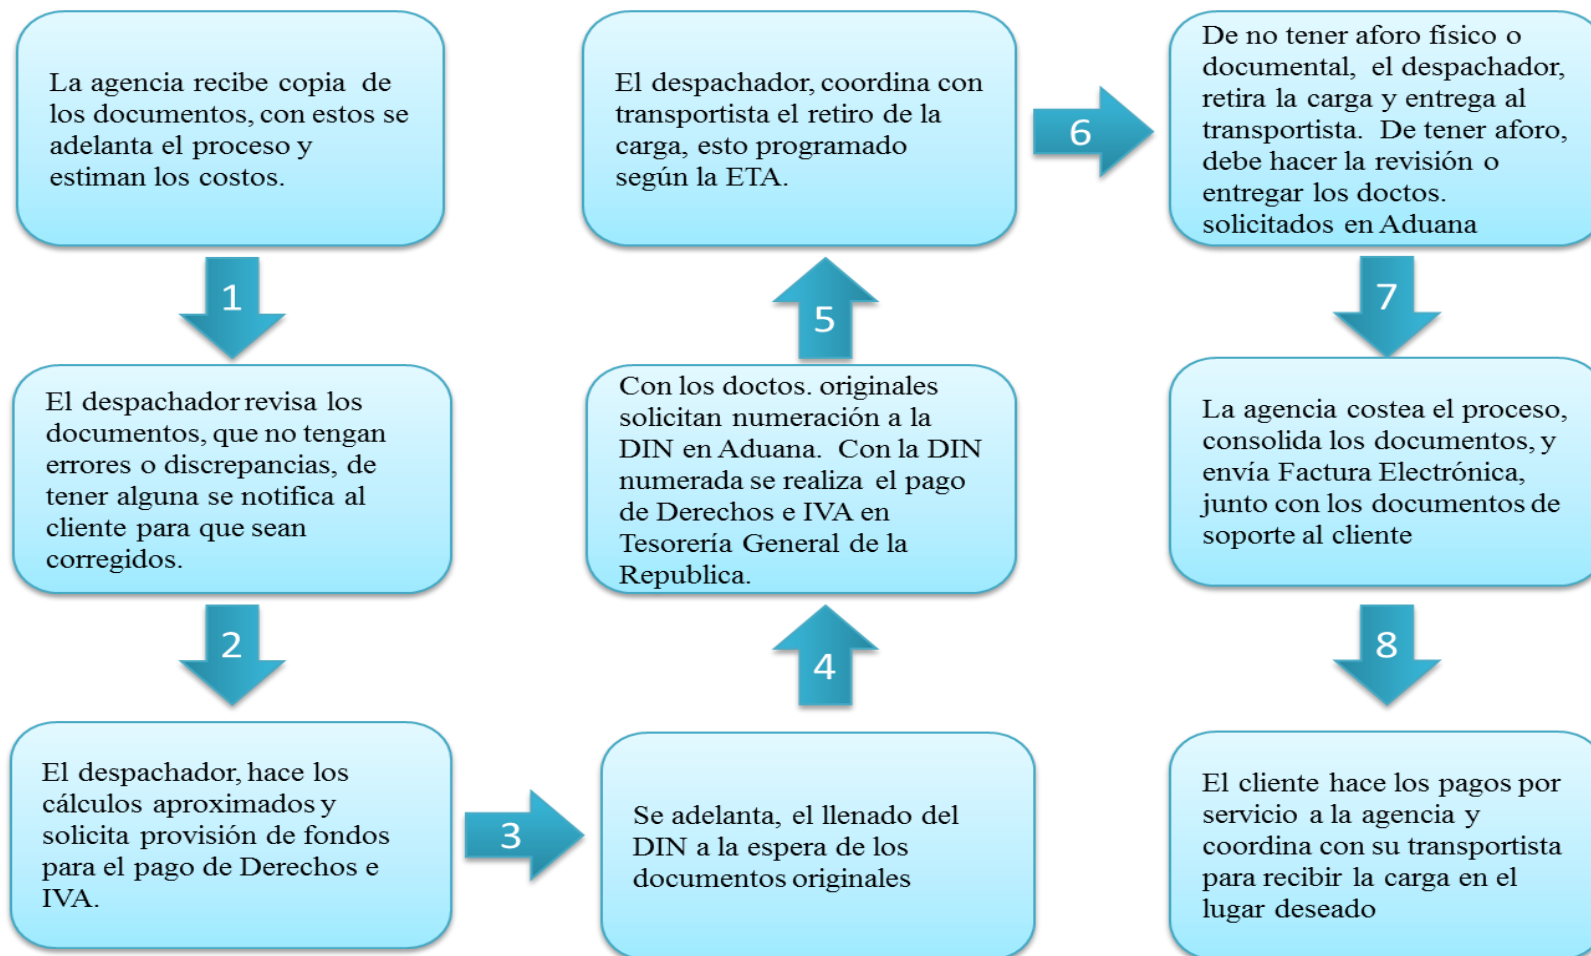 La agencia recibe copia de
los documentos, con estos se
adelanta el proceso y
estiman los costos.
1
El despachador revisa los
documentos, que no tengan
errores o discrepancias, de
tener alguna se notifica al
cliente para que sean
corregidos.
2
El despachador, hace los
cálculos aproximados y
solicita provisión de fondos
para el pago de Derechos e
IVA.
3
Se adelanta, el llenado del
DIN a la espera de los
documentos originales
4
Con los doctos. originales
solicitan numeración a la
DIN en Aduana. Con la DIN
numerada se realiza el pago
de Derechos e IVA en
Tesorería General de la
Republica.
5
El despachador, coordina con
transportista el retiro de la
carga, esto programado
según la ETA.
6
De no tener aforo físico o
documental, el despachador,
retira la carga y entrega al
transportista. De tener aforo,
debe hacer la revisión o
entregar los doctos.
solicitados en Aduana
7
La agencia costea el proceso,
consolida los documentos, y
envía Factura Electrónica,
junto con los documentos de
soporte al cliente
8
El cliente hace los pagos por
servicio a la agencia y
coordina con su transportista
para recibir la carga en el
lugar deseado